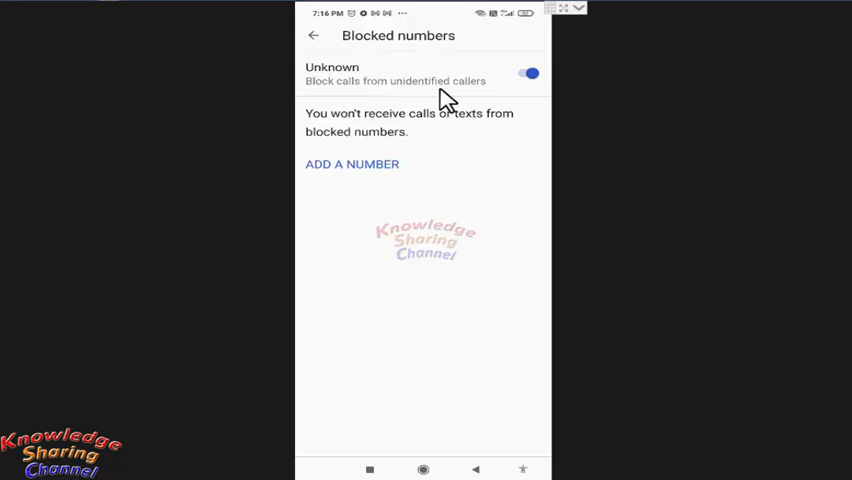 7:16 PM
Blocked numbers
Unknown
Block calls from unidentified callers
You won't receive calls or texts from
blocked numbers.
ADD A NUMBER
Knowledge
Sharing
Channel
Knowledge
Sharing
Channel